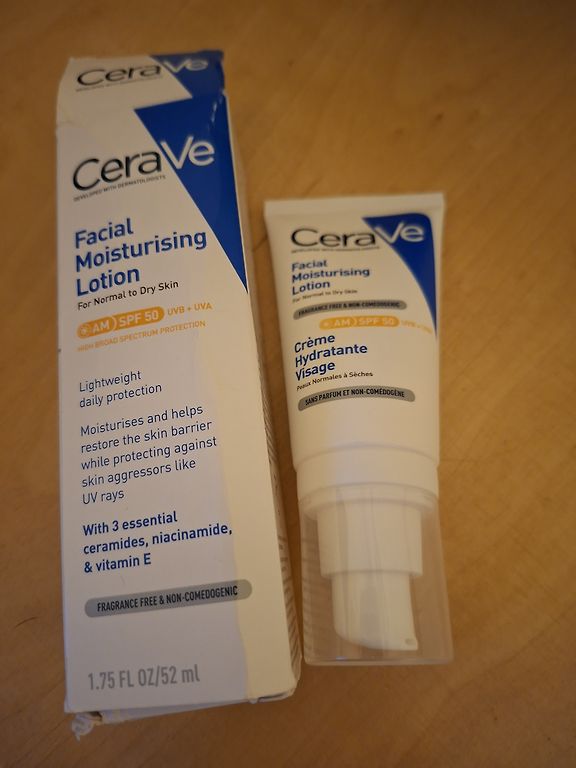 CeraVe
CeraVe
DEVELOPED WITH DERMATOLOGISTS
Facial
Moisturising
Lotion
For Normal to Dry Skin
AM SPF 50 UVB + UVA
HIGH BROAD SPECTRUM PROTECTION
Lightweight
daily protection
Moisturises and helps
restore the skin barrier
while protecting against
skin aggressors like
UV rays
With 3 essential
ceramides, niacinamide,
& vitamin E
FRAGRANCE FREE & NON-COMEDOGENIC
1.75 FL OZ/52 ml
CeraVe
DEVELOPED WITH DERMATOLOGISTS
Facial
Moisturising
Lotion
For Normal to Dry Skin
FRAGRANCE FREE & NON-COMEDOGENIC
AM SPF 50 UVB + UVA
Crème
Hydratante
Visage
Peaux Normales à Sèches
SANS PARFUM ET NON-COMÉDOGÈNE